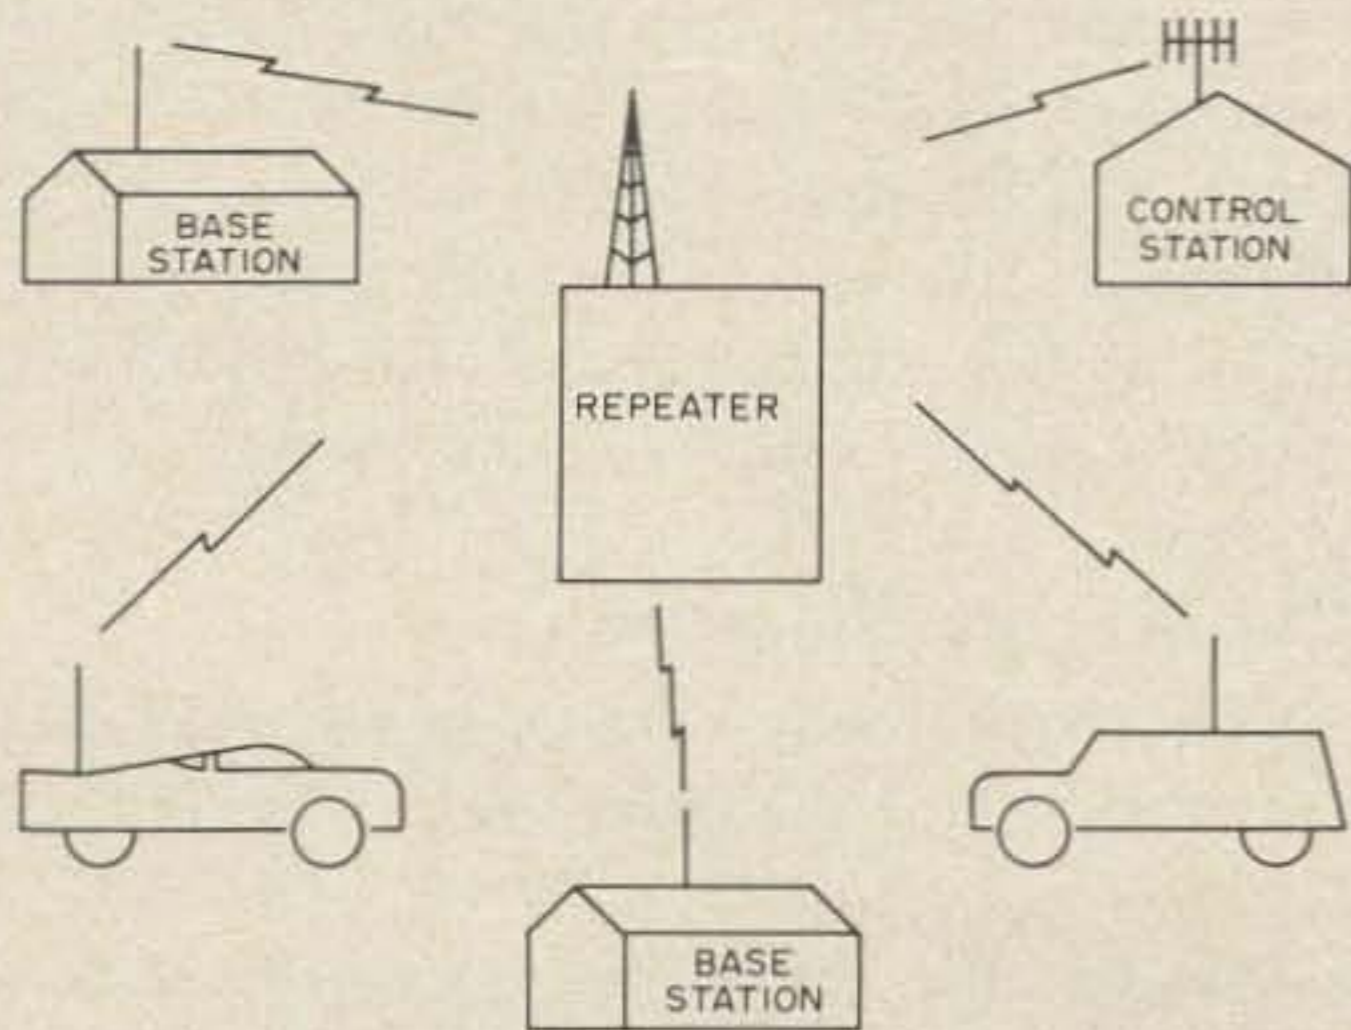 BASE
STATION
CONTROL
STATION
REPEATER
BASE
STATION